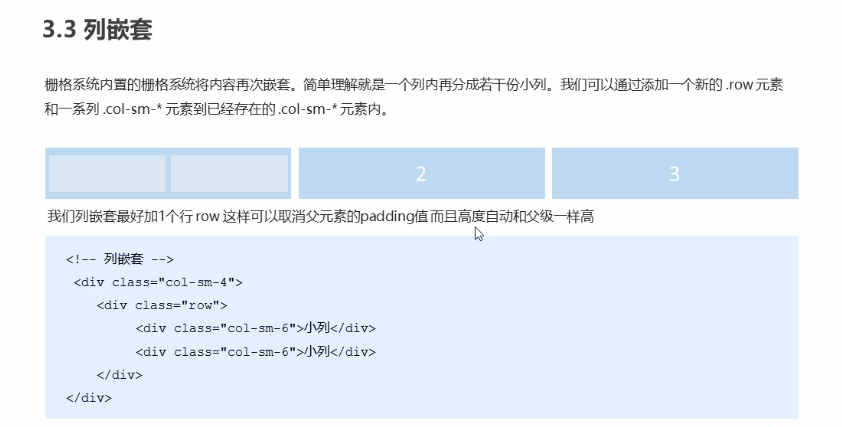 3.3 列嵌套
栅格系统内置的栅格系统将内容再次嵌套。简单理解就是一个列内再分成若干份小列。我们可以通过添加一个新的 .row 元素
和一系列 .col-sm-* 元素到已经存在的 .col-sm-* 元素内。
2 3
我们列嵌套最好加1个行 row 这样可以取消父元素的padding值 而且高度自动和父级一样高
<!-- 列嵌套 -->
<div class="col-sm-4">
<div class="row">
<div class="col-sm-6">小列</div>
<div class="col-sm-6">小列</div>
</div>
</div>